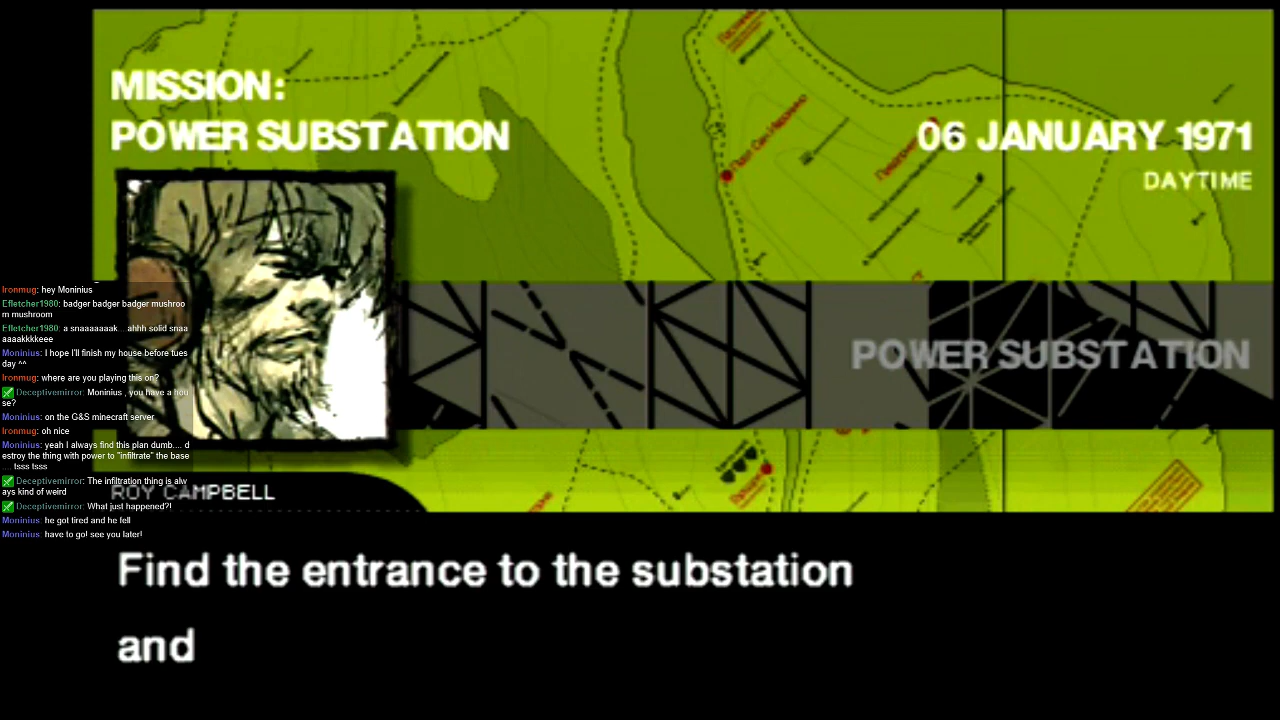 MISSION:
POWER SUBSTATION
06 JANUARY 1971
DAYTIME
POWER SUBSTATION
Ironmug: hey Moninius
Efletcher1980: badger badger badger mushroo
m mushroom
Efletcher1980: a snaaaaaaak... ahhh solid snaa
aaaakkkkeee
Moninius: I hope I'll finish my house before tues
day ^^
Ironmug: where are you playing this on?
Deceptivemirror: Moninius , you have a hou
se?
Moninius: on the G&S minecraft server
Ironmug: oh nice
Moninius: yeah I always find this plan dumb.... d
estroy the thing with power to "infiltrate" the base
.... tsss tsss
Deceptivemirror: The infiltration thing is alw
ays kind of weird
Deceptivemirror: What just happened?!
Moninius: he got tired and he fell
Moninius: have to go! see you later!
ROY CAMPBELL
Find the entrance to the substation
and